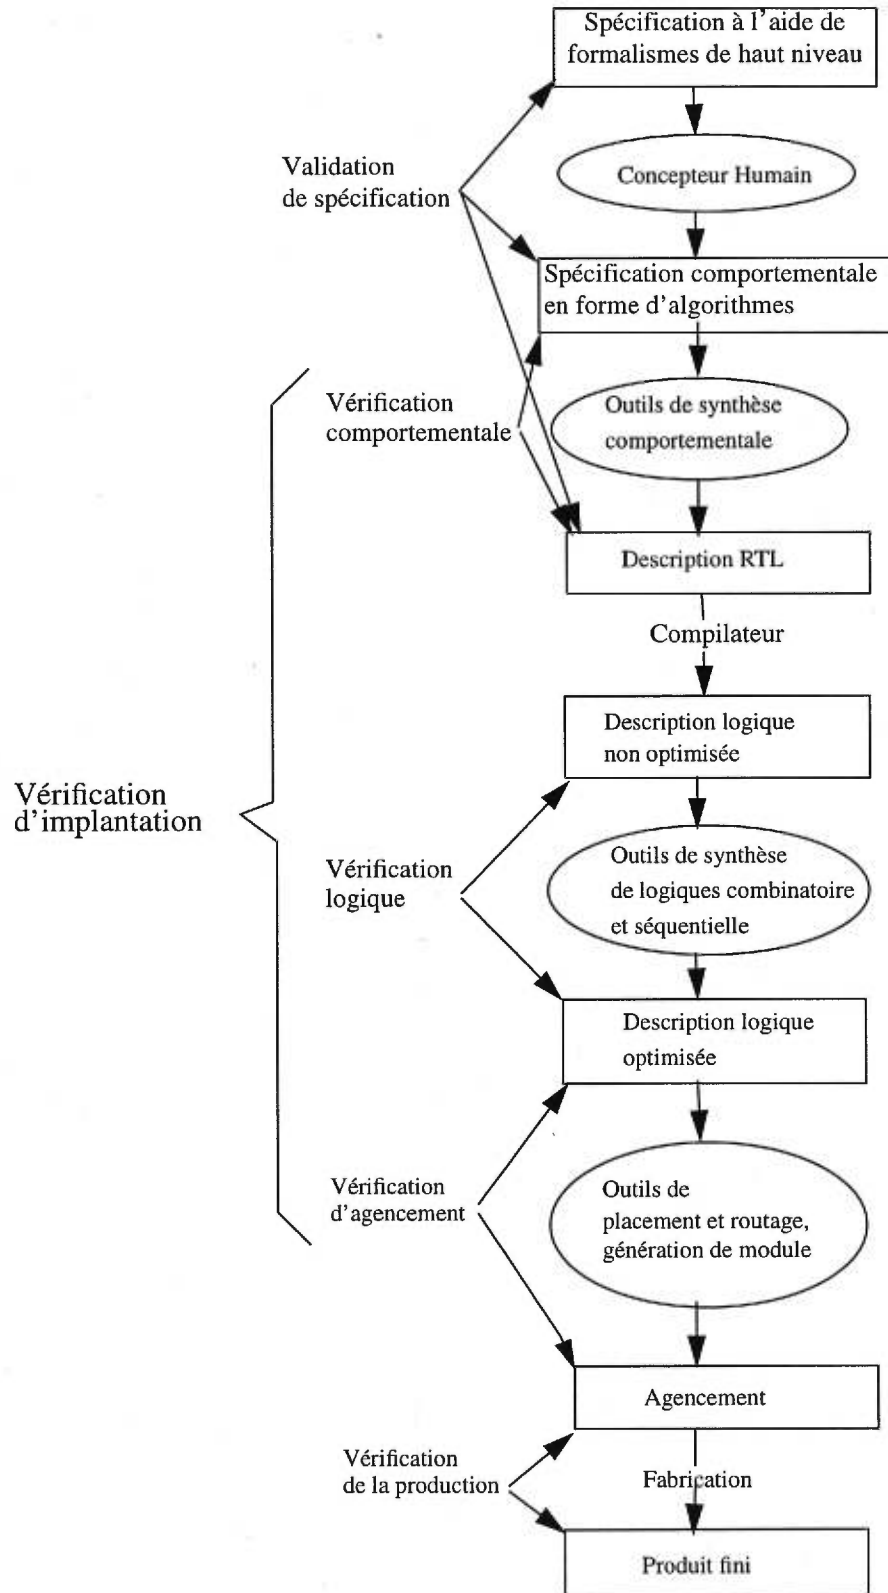 Spécification à l'aide de
formalismes de haut niveau
Validation
de spécification
Concepteur Humain
Spécification comportementale
en forme d'algorithmes
Vérification
comportementale
Outils de synthèse
comportementale
Description RTL
Compilateur
Description logique
non optimisée
Vérification
d'implantation
Vérification
logique
Outils de synthèse
de logiques combinatoire
et séquentielle
Description logique
optimisée
Vérification
d'agencement
Outils de
placement et routage,
génération de module
Agencement
Vérification
de la production
Fabrication
Produit fini